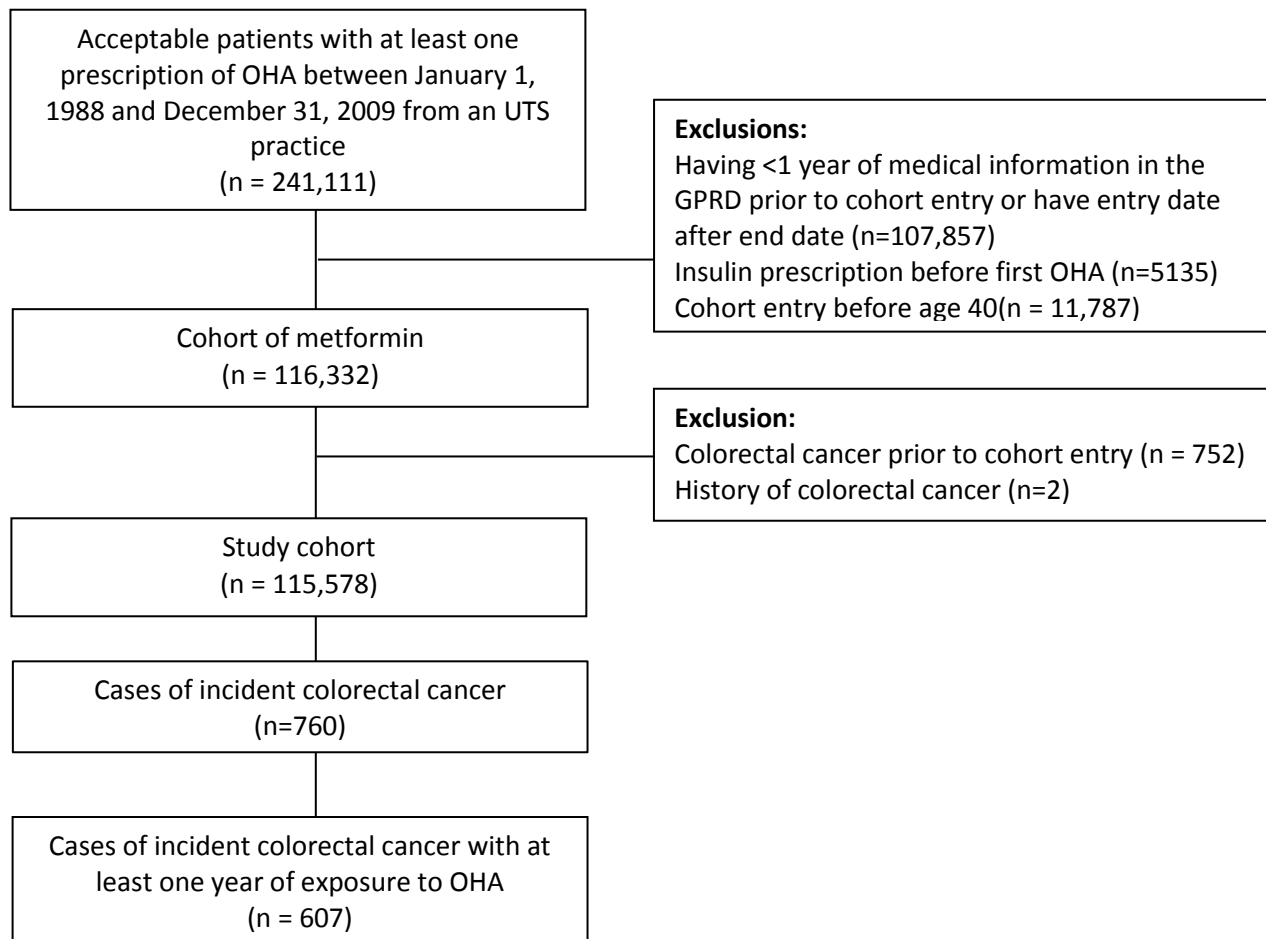 Acceptable patients with at least one
prescription of OHA between January 1,
1988 and December 31, 2009 from an UTS
practice
(n = 241,111)
Exclusions:
Having <1 year of medical information in the
GPRD prior to cohort entry or have entry date
after end date (n=107,857)
Insulin prescription before first OHA (n=5135)
Cohort entry before age 40(n = 11,787)
Cohort of metformin
(n = 116,332)
Exclusion:
Colorectal cancer prior to cohort entry (n = 752)
History of colorectal cancer (n=2)
Study cohort
(n = 115,578)
Cases of incident colorectal cancer
(n=760)
Cases of incident colorectal cancer with at
least one year of exposure to OHA
(n = 607)